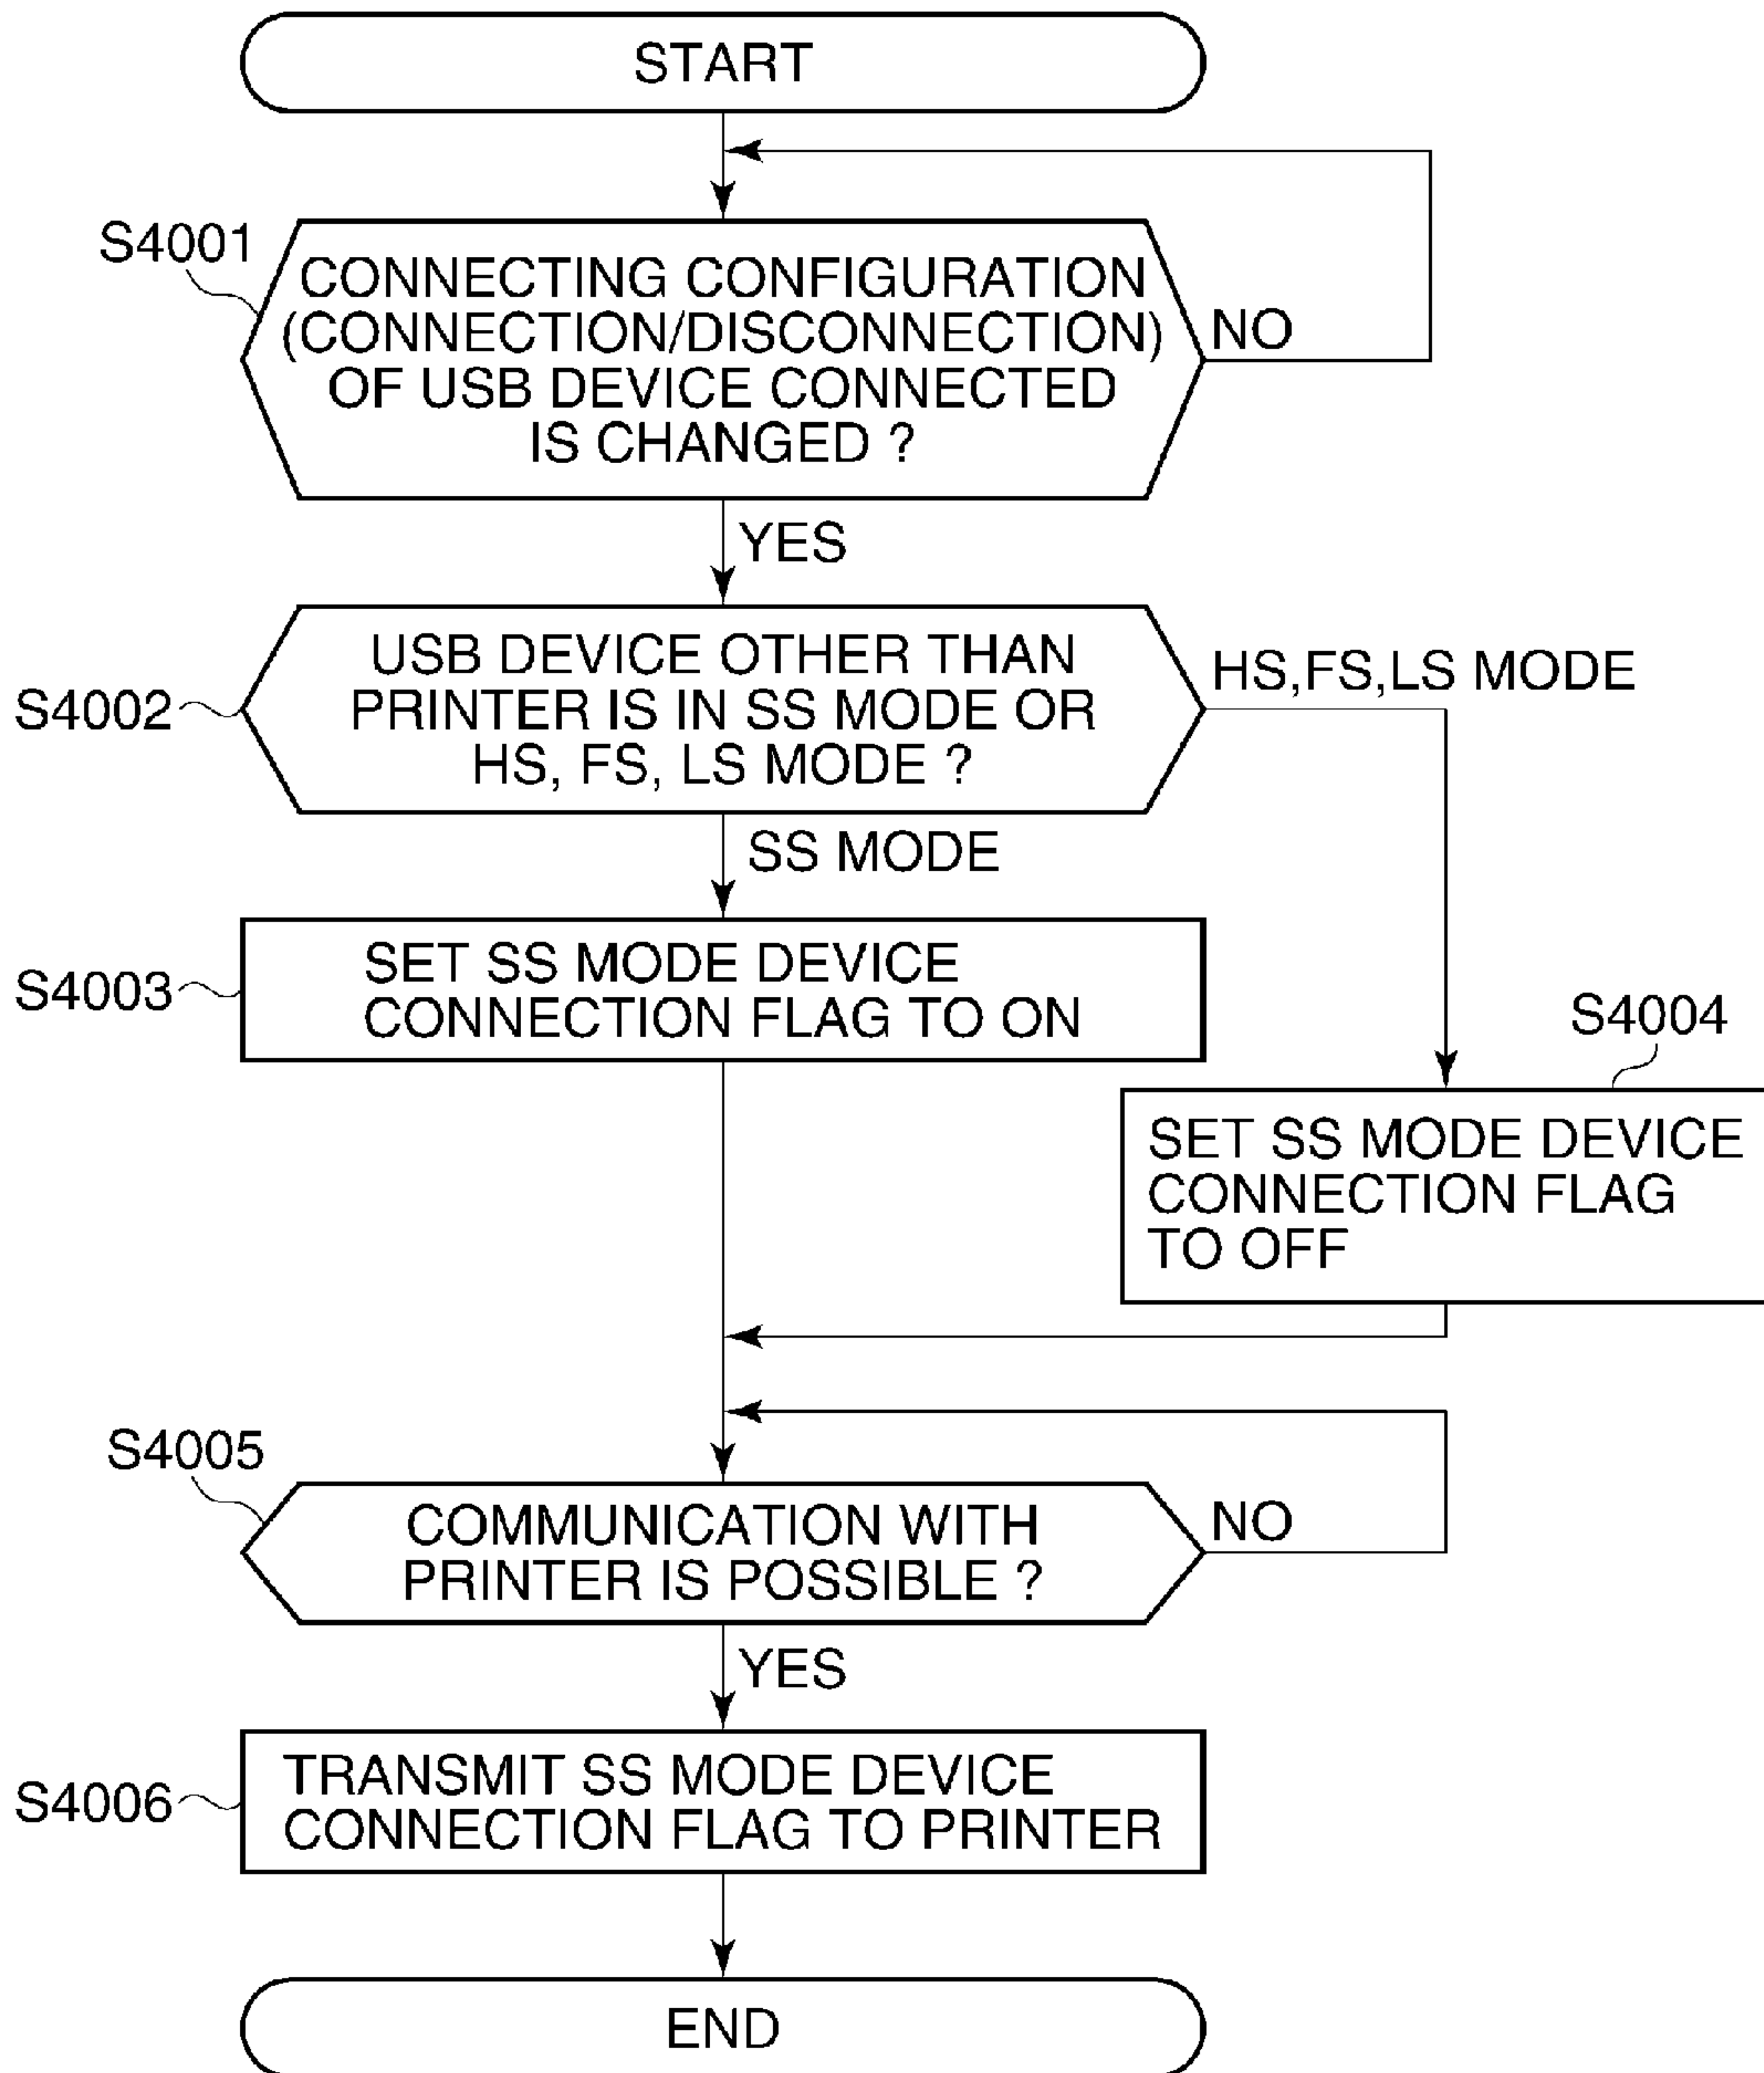 START
S4001
CONNECTING CONFIGURATION
(CONNECTION/DISCONNECTION)
OF USB DEVICE CONNECTED
IS CHANGED ?
NO
YES
S4002
USB DEVICE OTHER THAN
PRINTER IS IN SS MODE OR
HS, FS, LS MODE ?
HS,FS,LS MODE
SS MODE
S4003
SET SS MODE DEVICE
CONNECTION FLAG TO ON
S4004
SET SS MODE DEVICE
CONNECTION FLAG
TO OFF
S4005
COMMUNICATION WITH
PRINTER IS POSSIBLE ?
NO
YES
S4006
TRANSMIT SS MODE DEVICE
CONNECTION FLAG TO PRINTER
END